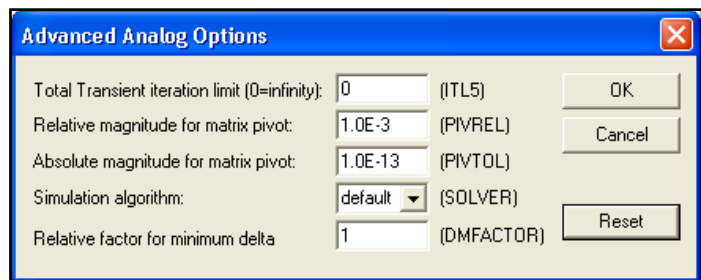 Advanced Analog Options
Total Transient iteration limit (0=infinity): 0 (ITL5) OK
Relative magnitude for matrix pivot: 1.0E-3 (PIVREL) Cancel
Absolute magnitude for matrix pivot: 1.0E-13 (PIVTOL)
Simulation algorithm: default (SOLVER)
Relative factor for minimum delta 1 (DMFACTOR) Reset